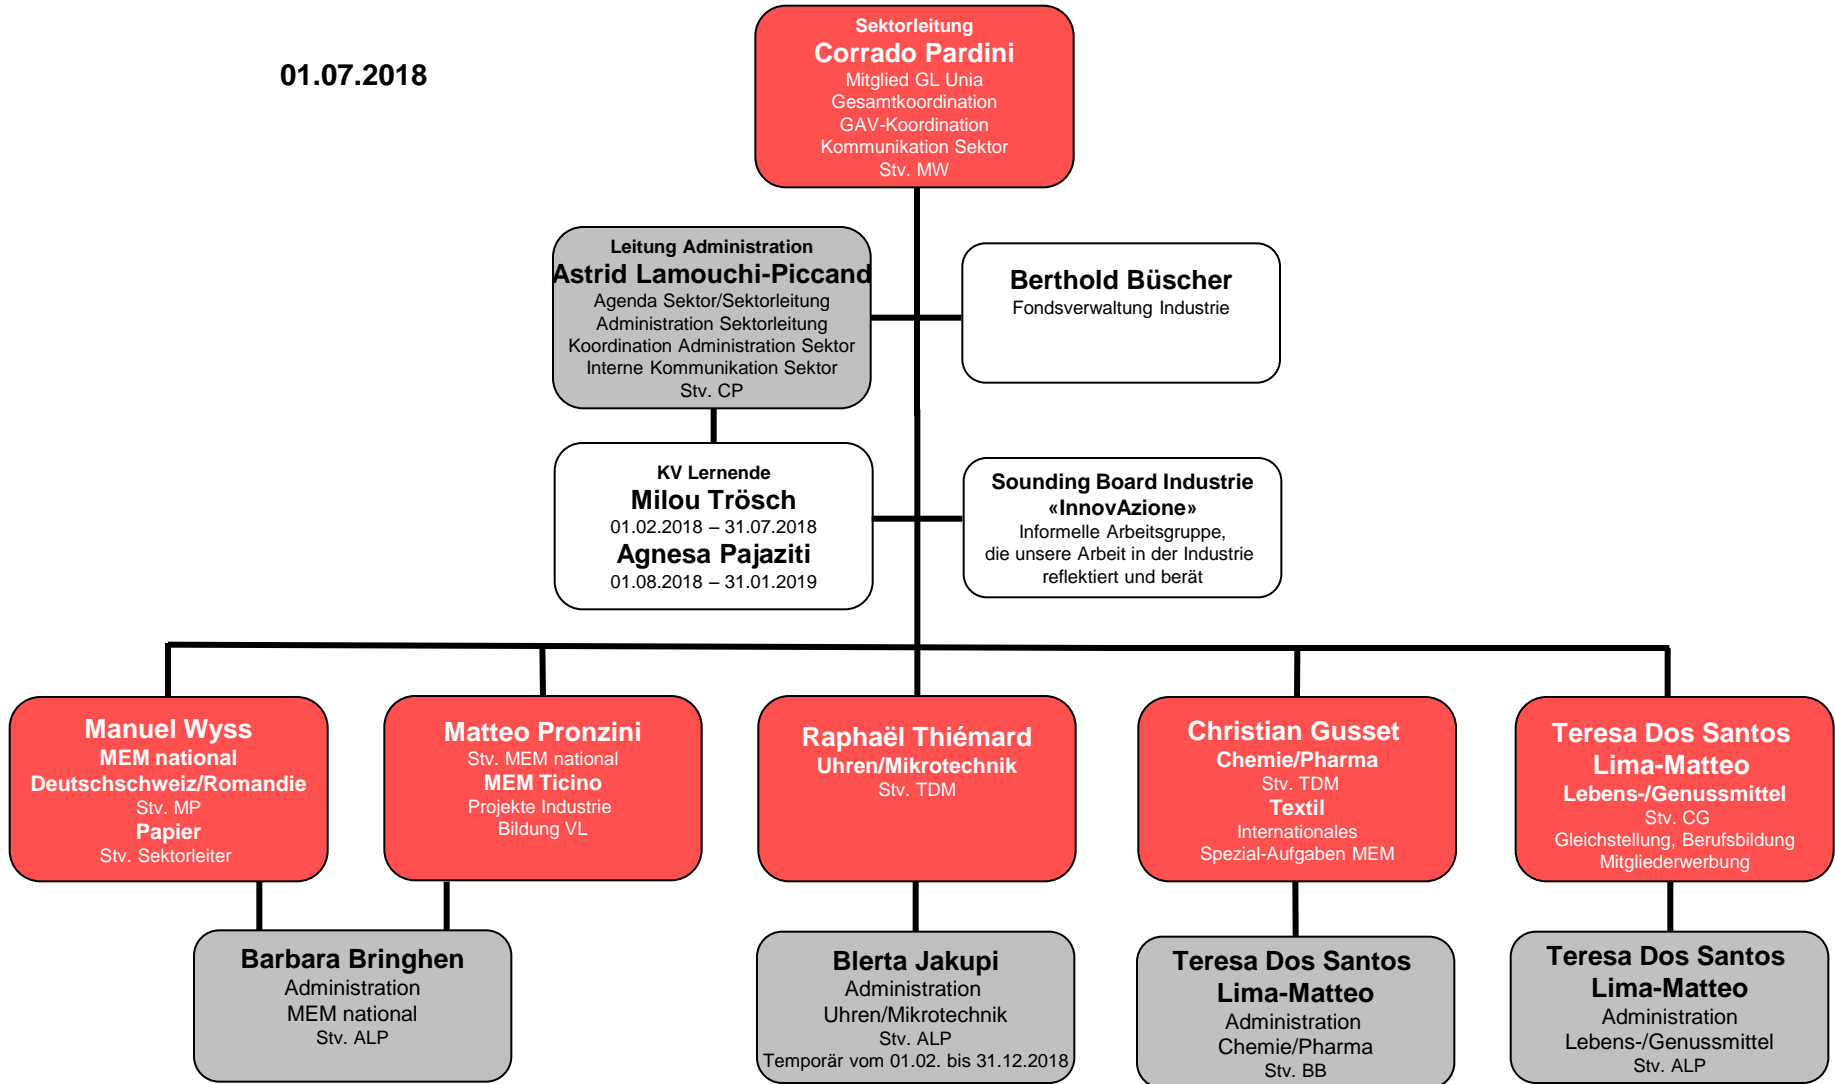 01.07.2018
Sektorleitung
Corrado Pardini
Mitglied GL Unia
Gesamtkoordination
GAV-Koordination
Kommunikation Sektor
Stv. MW
Leitung Administration
Astrid Lamouchi-Piccand
Agenda Sektor/Sektorleitung
Administration Sektorleitung
Koordination Administration Sektor
Interne Kommunikation Sektor
Stv. CP
Berthold Büscher
Fondsverwaltung Industrie
KV Lernende
Milou Trösch
01.02.2018 – 31.07.2018
Agnesa Pajaziti
01.08.2018 – 31.01.2019
Sounding Board Industrie
«InnovAzione»
Informelle Arbeitsgruppe,
die unsere Arbeit in der Industrie
reflektiert und berät
Manuel Wyss
MEM national
Deutschschweiz/Romandie
Stv. MP
Papier
Stv. Sektorleiter
Matteo Pronzini
Stv. MEM national
MEM Ticino
Projekte Industrie
Bildung VL
Raphaël Thiémard
Uhren/Mikrotechnik
Stv. TDM
Christian Gusset
Chemie/Pharma
Stv. TDM
Textil
Internationales
Spezial-Aufgaben MEM
Teresa Dos Santos
Lima-Matteo
Lebens-/Genussmittel
Stv. CG
Gleichstellung, Berufsbildung
Mitgliederwerbung
Barbara Bringhen
Administration
MEM national
Stv. ALP
Blerta Jakupi
Administration
Uhren/Mikrotechnik
Stv. ALP
Temporär vom 01.02. bis 31.12.2018
Teresa Dos Santos
Lima-Matteo
Administration
Chemie/Pharma
Stv. BB
Teresa Dos Santos
Lima-Matteo
Administration
Lebens-/Genussmittel
Stv. ALP